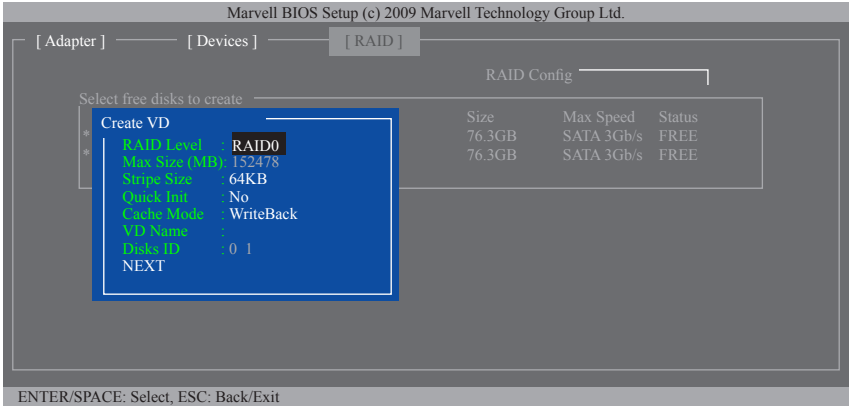 Marvell BIOS Setup (c) 2009 Marvell Technology Group Ltd.
[ Adapter ] [ Devices ] [ RAID ]
RAID Config
Select free disks to create
Size Max Speed Status
* 76.3GB SATA 3Gb/s FREE
* 76.3GB SATA 3Gb/s FREE
Create VD
RAID Level : RAID0
Max Size (MB): 152478
Stripe Size : 64KB
Quick Init : No
Cache Mode : WriteBack
VD Name :
Disks ID : 0 1
NEXT
ENTER/SPACE: Select, ESC: Back/Exit